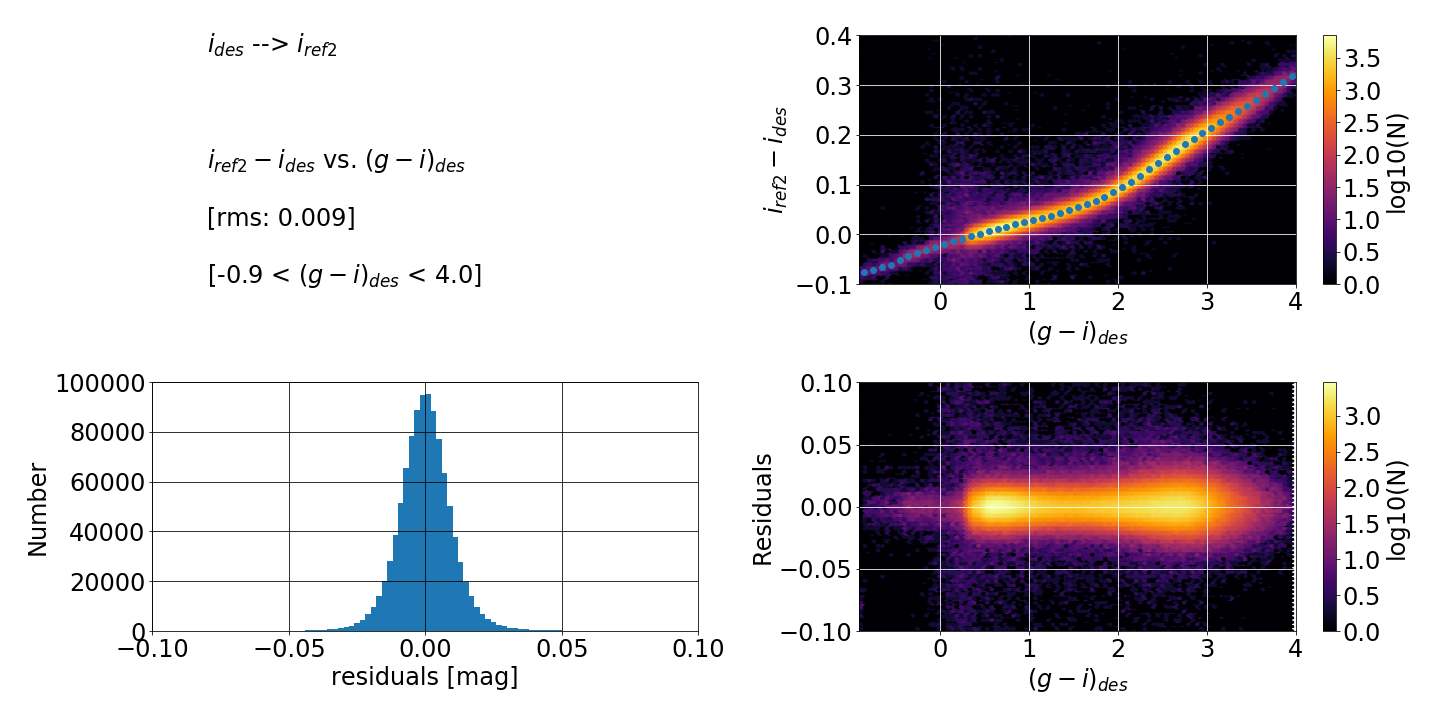 i_des --> i_ref2
i_ref2 − i_des vs. (g − i)_des
[rms: 0.009]
[-0.9 < (g − i)_des < 4.0]
0.4
0.3
0.2
0.1
0.0
−0.1
i_ref2 − i_des
0 1 2 3 4
(g − i)_des
3.5
3.0
2.5
2.0
1.5
1.0
0.5
0.0
log10(N)
100000
80000
60000
40000
20000
0
Number
−0.10 −0.05 0.00 0.05 0.10
residuals [mag]
0.10
0.05
0.00
−0.05
−0.10
Residuals
0 1 2 3 4
(g − i)_des
3.0
2.5
2.0
1.5
1.0
0.5
0.0
log10(N)